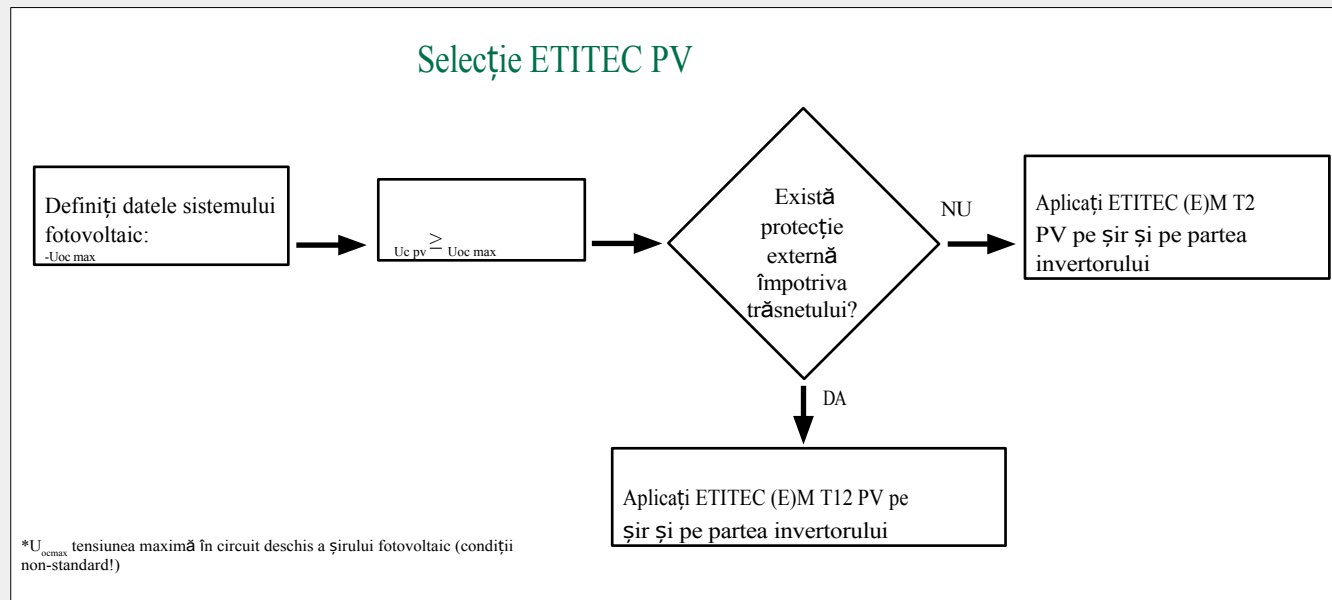 Selecție ETITEC PV
Definiți datele sistemului
fotovoltaic:
-Uoc max
Uc pv ≥ Uoc max
Există
protecție
externă
împotriva
trăsnetului?
NU
Aplicați ETITEC (E)M T2
PV pe șir și pe partea
invertorului
DA
Aplicați ETITEC (E)M T12 PV pe
șir și pe partea invertorului
*Uocmax tensiunea maximă în circuit deschis a șirului fotovoltaic (condiții
non-standard!)